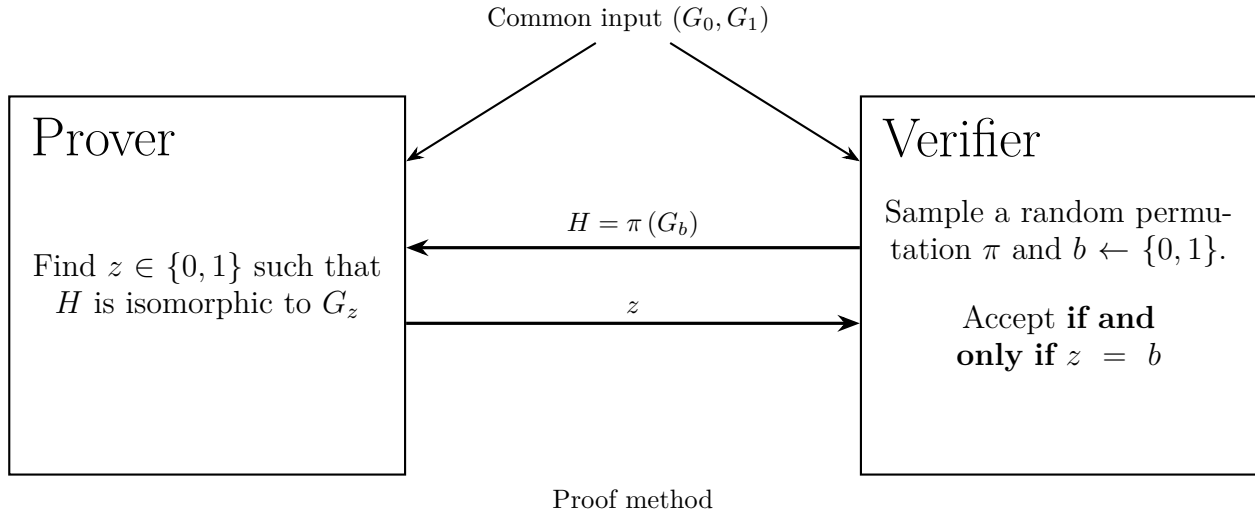 Common input (G_0, G_1)
Prover
Verifier
Sample a random permu-
tation π and b ← {0, 1}.
H = π (G_b)
Find z ∈ {0, 1} such that
H is isomorphic to G_z
z
Accept if and
only if z = b
Proof method